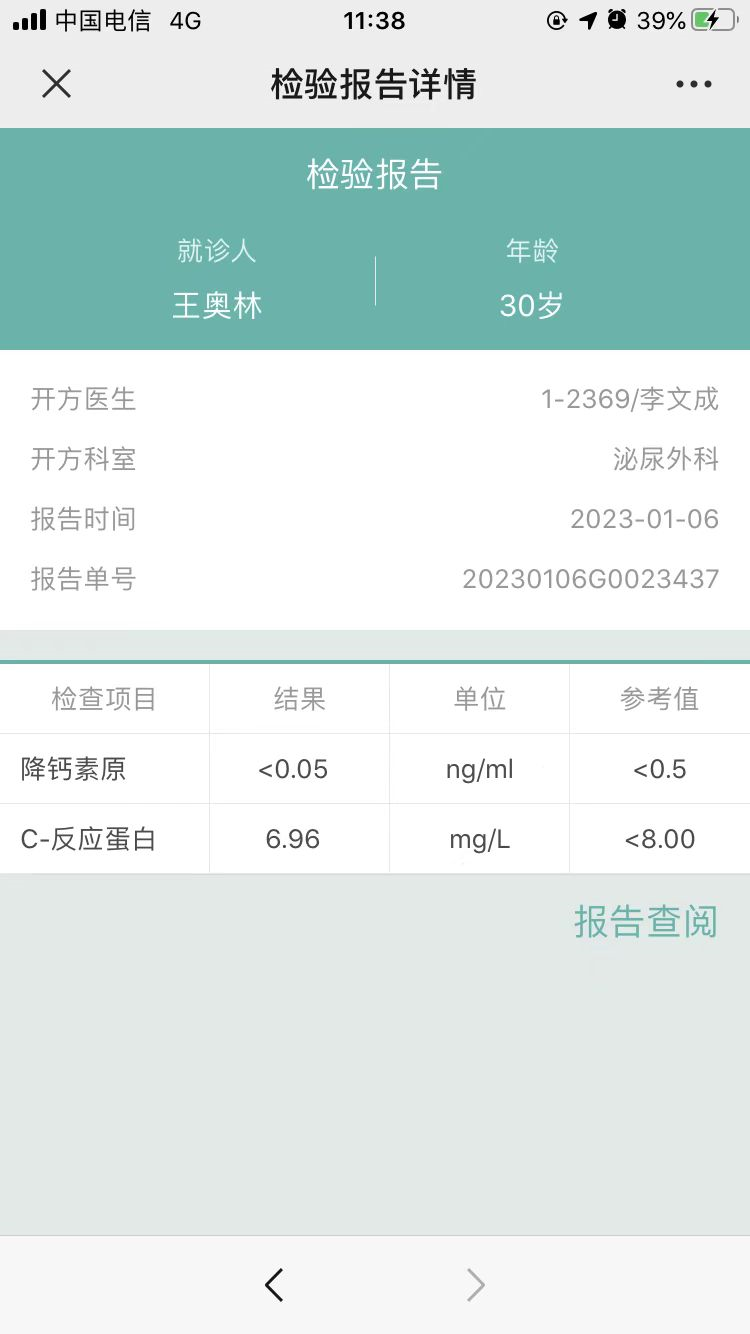 中国电信 4G 11:38 39%
检验报告详情
检验报告
就诊人 年龄
王奥林 30岁
开方医生 1-2369/李文成
开方科室 泌尿外科
报告时间 2023-01-06
报告单号 20230106G0023437
检查项目 结果 单位 参考值
降钙素原 <0.05 ng/ml <0.5
C-反应蛋白 6.96 mg/L <8.00
报告查阅